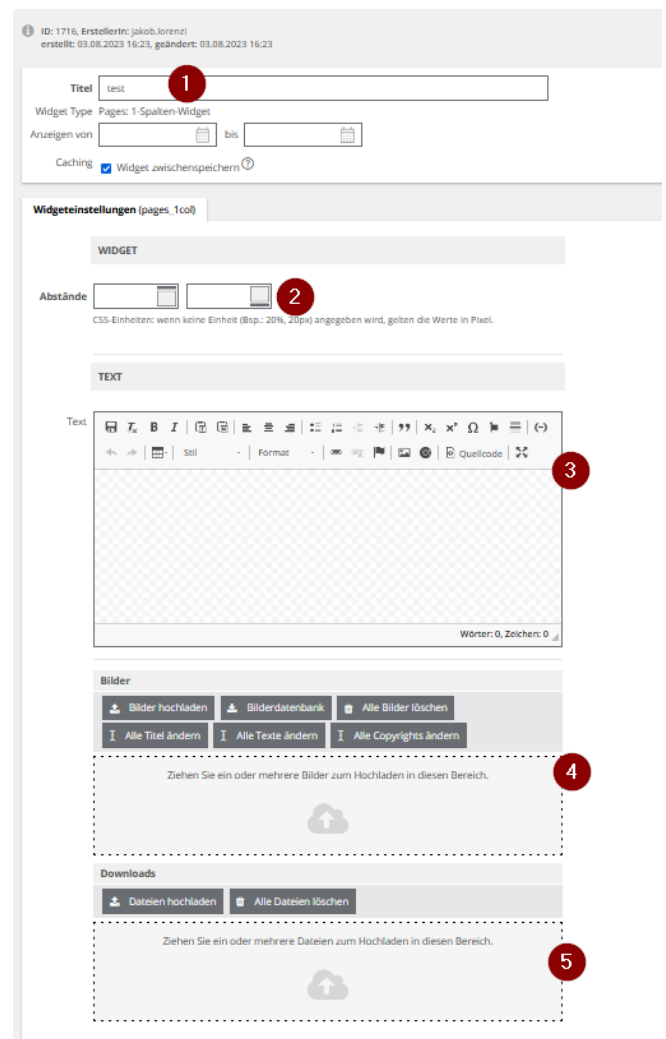 ID: 1716, ErstellerIn: jakob.lorenzi
erstellt: 03.08.2023 16:23, geändert: 03.08.2023 16:23
Titel test 1
Widget Type Pages: 1-Spalten-Widget
Anzeigen von bis
Caching Widget zwischenspeichern ?
Widgeteinstellungen (pages_1col)
WIDGET
Abstände 2
CSS-Einheiten: wenn keine Einheit (Bsp.: 20%, 20px) angegeben wird, gelten die Werte in Pixel.
TEXT
Text
Stil Format Quellcode
3
Wörter: 0, Zeichen: 0
Bilder
Bilder hochladen Bilderdatenbank Alle Bilder löschen
Alle Titel ändern Alle Texte ändern Alle Copyrights ändern
Ziehen Sie ein oder mehrere Bilder zum Hochladen in diesen Bereich. 4
Downloads
Dateien hochladen Alle Dateien löschen
Ziehen Sie ein oder mehrere Dateien zum Hochladen in diesen Bereich.
5